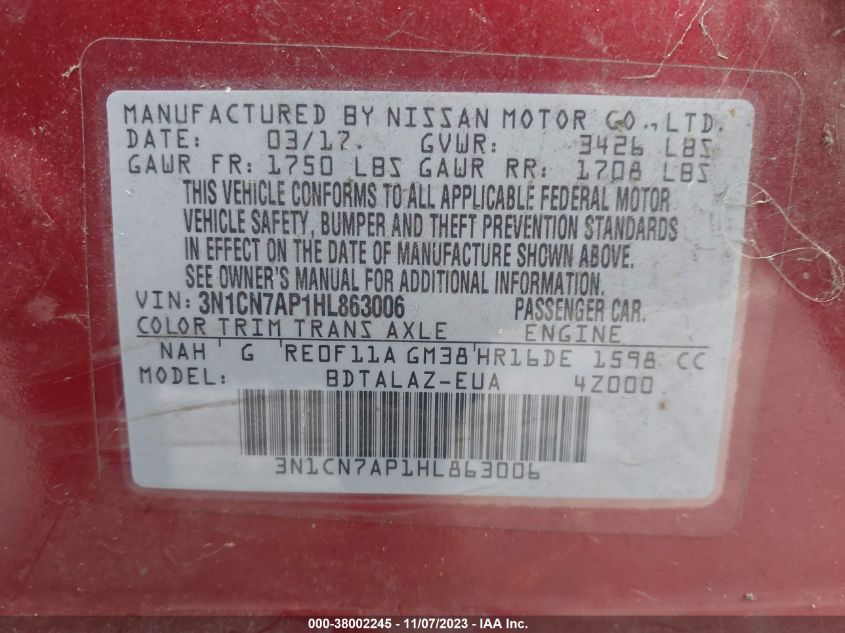 MANUFACTURED BY NISSAN MOTOR CO., LTD.
DATE: 03/17. GVWR: 3426 LBS
GAWR FR: 1750 LBS GAWR RR: 1708 LBS
THIS VEHICLE CONFORMS TO ALL APPLICABLE FEDERAL MOTOR
VEHICLE SAFETY, BUMPER AND THEFT PREVENTION STANDARDS
IN EFFECT ON THE DATE OF MANUFACTURE SHOWN ABOVE.
SEE OWNER'S MANUAL FOR ADDITIONAL INFORMATION.
VIN: 3N1CN7AP1HL863006 PASSENGER CAR.
COLOR TRIM TRANS AXLE ENGINE
NAH G RE0F11A GM38 HR16DE 1598 CC
MODEL: BDTALAZ-EUA 4Z000
3N1CN7AP1HL863006
000-38002245 - 11/07/2023 - IAA Inc.